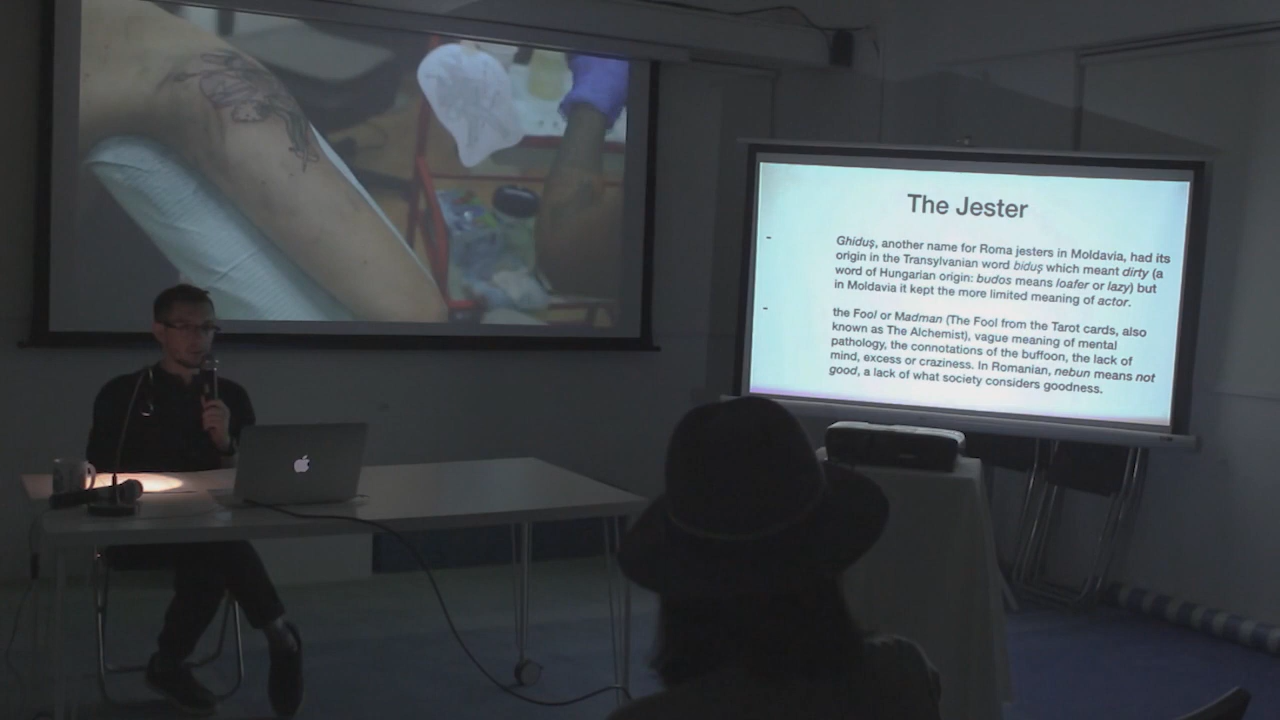 The Jester
Ghiduş, another name for Roma jesters in Moldavia, had its
origin in the Transylvanian word biduş which meant dirty (a
word of Hungarian origin: budos means loafer or lazy) but
in Moldavia it kept the more limited meaning of actor.
the Fool or Madman (The Fool from the Tarot cards, also
known as The Alchemist), vague meaning of mental
pathology, the connotations of the buffoon, the lack of
mind, excess or craziness. In Romanian, nebun means not
good, a lack of what society considers goodness.